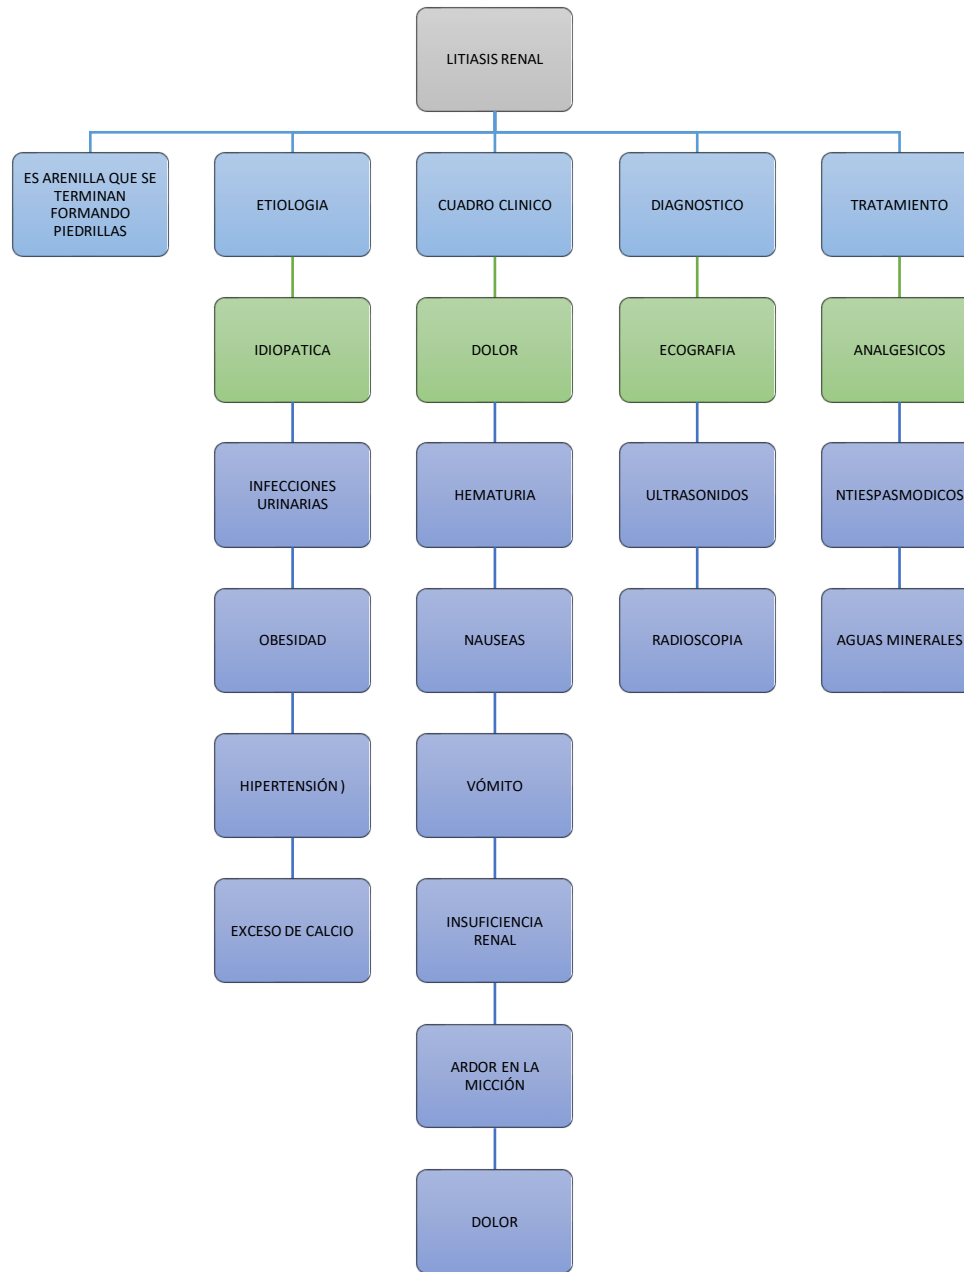 LITIASIS RENAL
ES ARENILLA QUE SE
TERMINAN
FORMANDO
PIEDRILLAS
ETIOLOGIA
CUADRO CLINICO
DIAGNOSTICO
TRATAMIENTO
IDIOPATICA
DOLOR
ECOGRAFIA
ANALGESICOS
INFECCIONES
URINARIAS
HEMATURIA
ULTRASONIDOS
NTIESPASMODICOS
OBESIDAD
NAUSEAS
RADIOSCOPIA
AGUAS MINERALES
HIPERTENSIÓN )
VÓMITO
EXCESO DE CALCIO
INSUFICIENCIA
RENAL
ARDOR EN LA
MICCIÓN
DOLOR